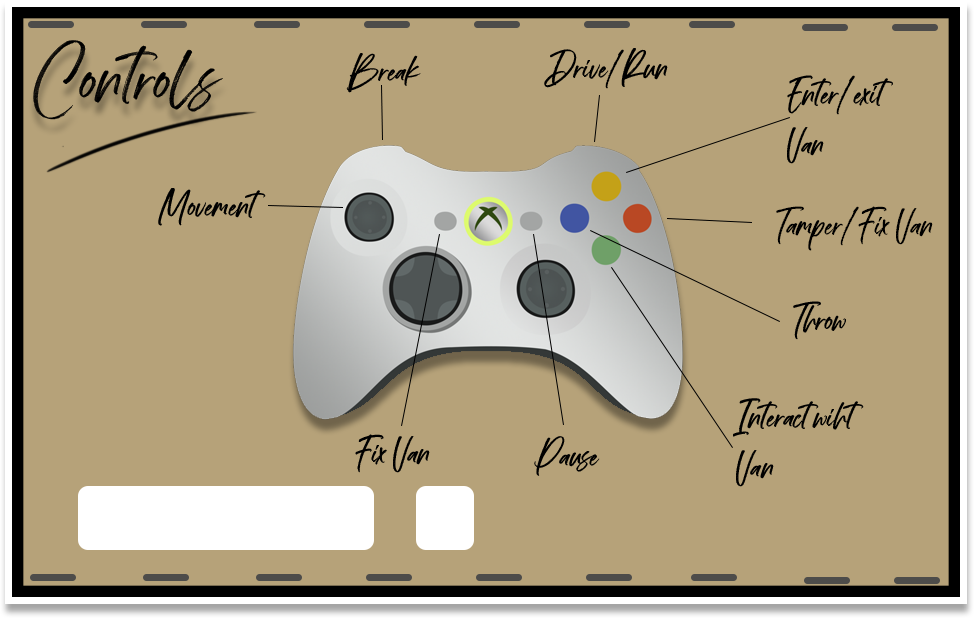 Controls
Break
Drive/Run
Enter/exit
Van
Movement
Tamper/Fix Van
Throw
Interact wiht
Van
Fix Van
Pause